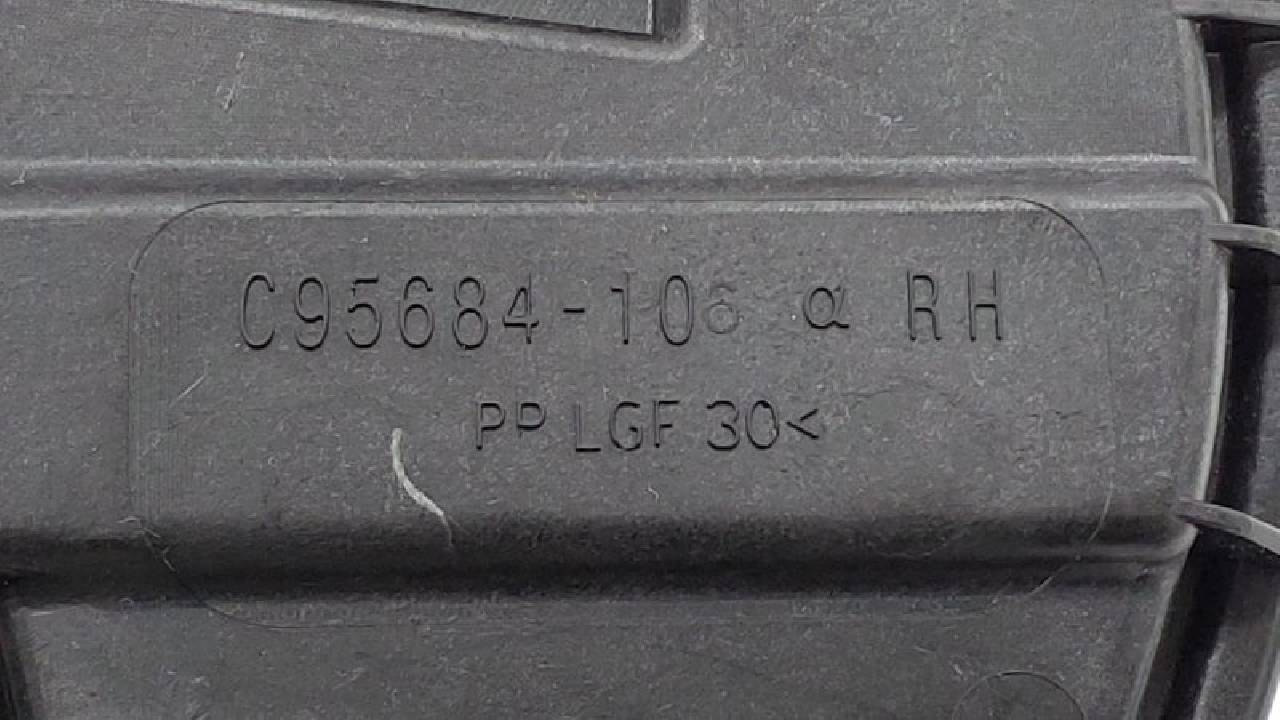 C95684-106 α RH
PP LGF 30<